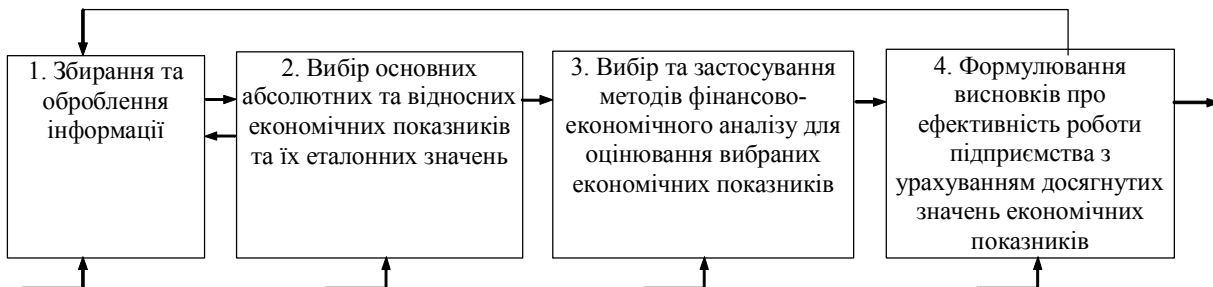 1. Збирання та
оброблення
інформації
2. Вибір основних
абсолютних та відносних
економічних показників
та їх еталонних значень
3. Вибір та застосування
методів фінансово-
економічного аналізу для
оцінювання вибраних
економічних показників
4. Формулювання
висновків про
ефективність роботи
підприємства з
урахуванням досягнутих
значень економічних
показників